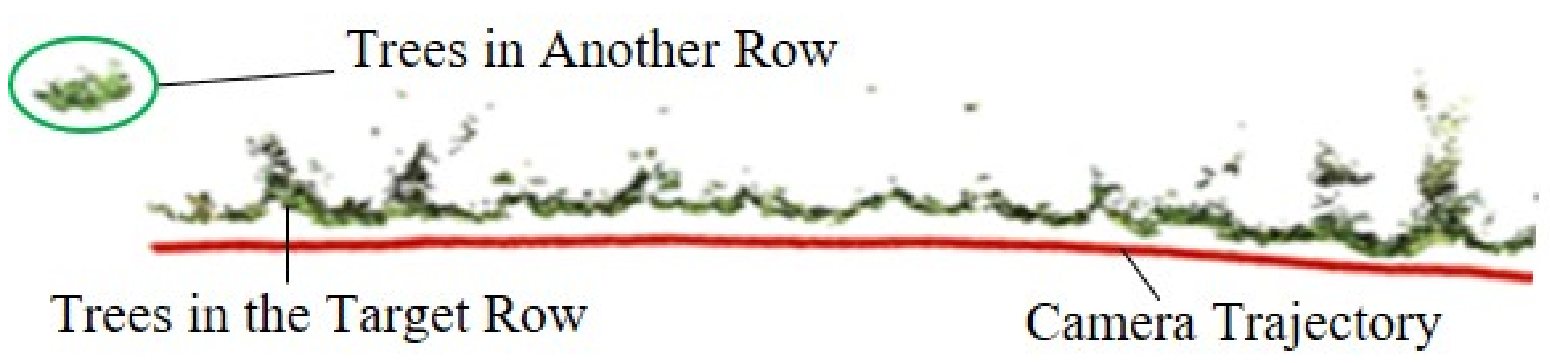 Trees in Another Row
Trees in the Target Row
Camera Trajectory